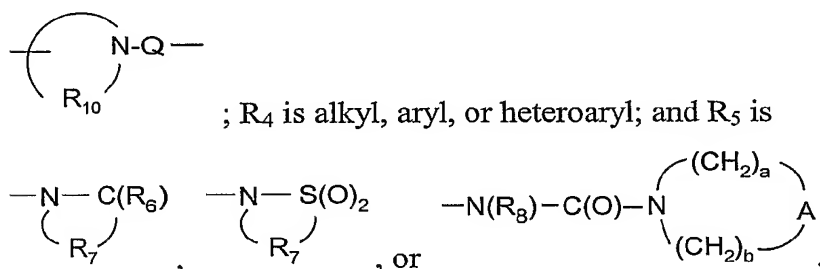 N-Q
R10
; R4 is alkyl, aryl, or heteroaryl; and R5 is
—N—C(R6) —N—S(O)2 —N(R8)—C(O)—N (CH2)a A
R7 , R7 , or (CH2)b .